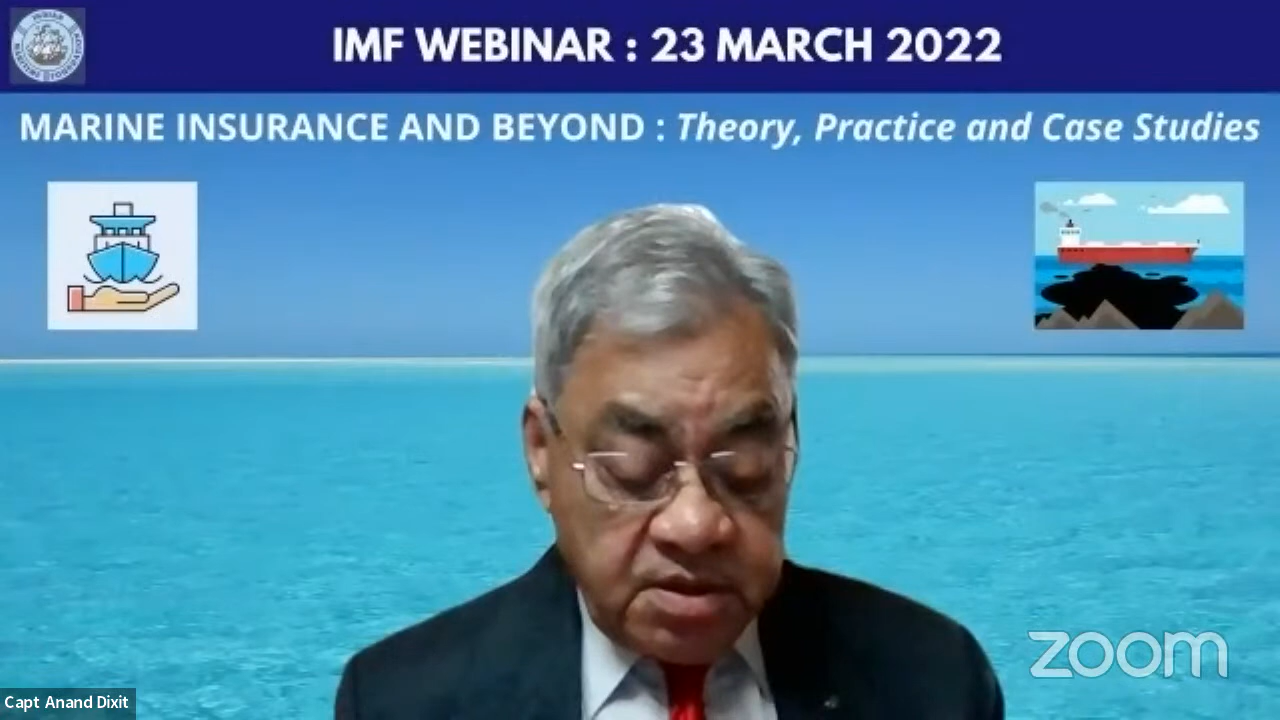 IMF WEBINAR : 23 MARCH 2022
MARINE INSURANCE AND BEYOND : Theory, Practice and Case Studies
zoom
Capt Anand Dixit